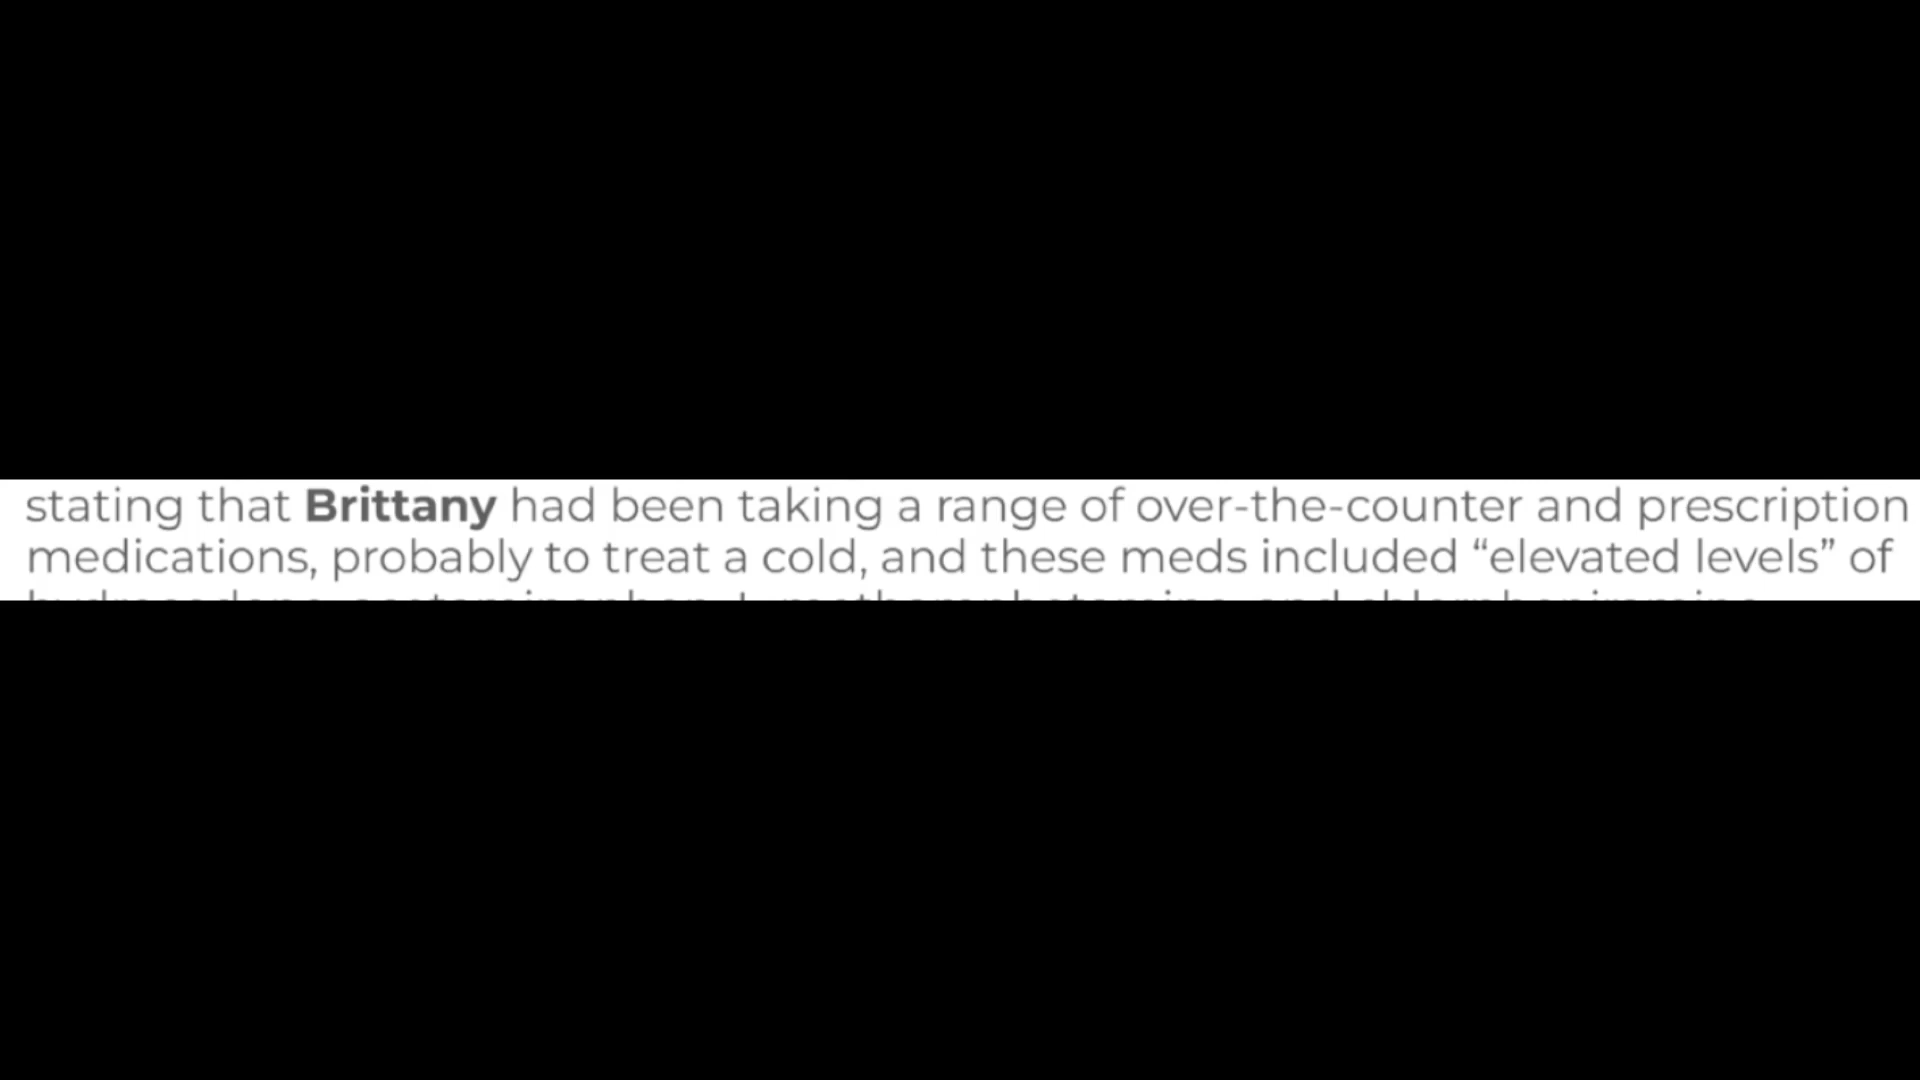 stating that Brittany had been taking a range of over-the-counter and prescription
medications, probably to treat a cold, and these meds included “elevated levels” of